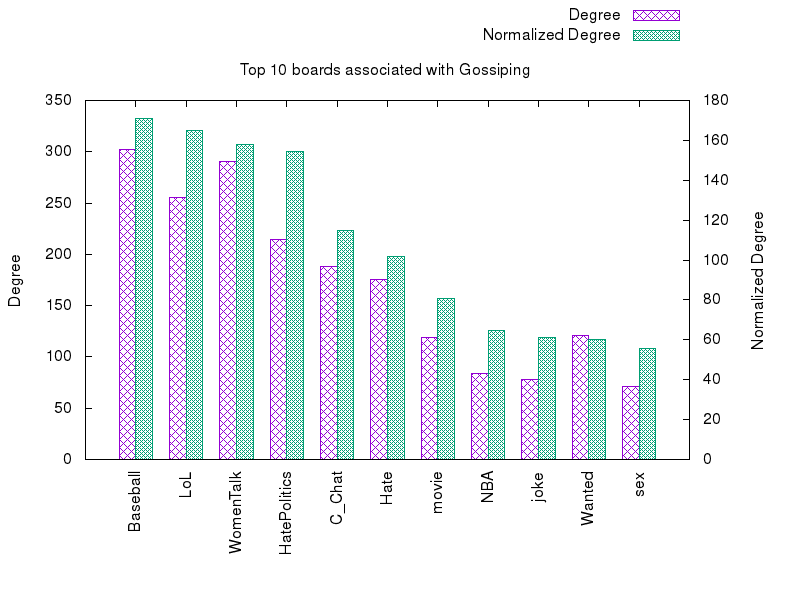 Degree
Normalized Degree
Top 10 boards associated with Gossiping
350
300
250
200
150
100
50
0
180
160
140
120
100
80
60
40
20
0
Degree
Normalized Degree
Baseball
LoL
WomenTalk
HatePolitics
C_Chat
Hate
movie
NBA
joke
Wanted
sex